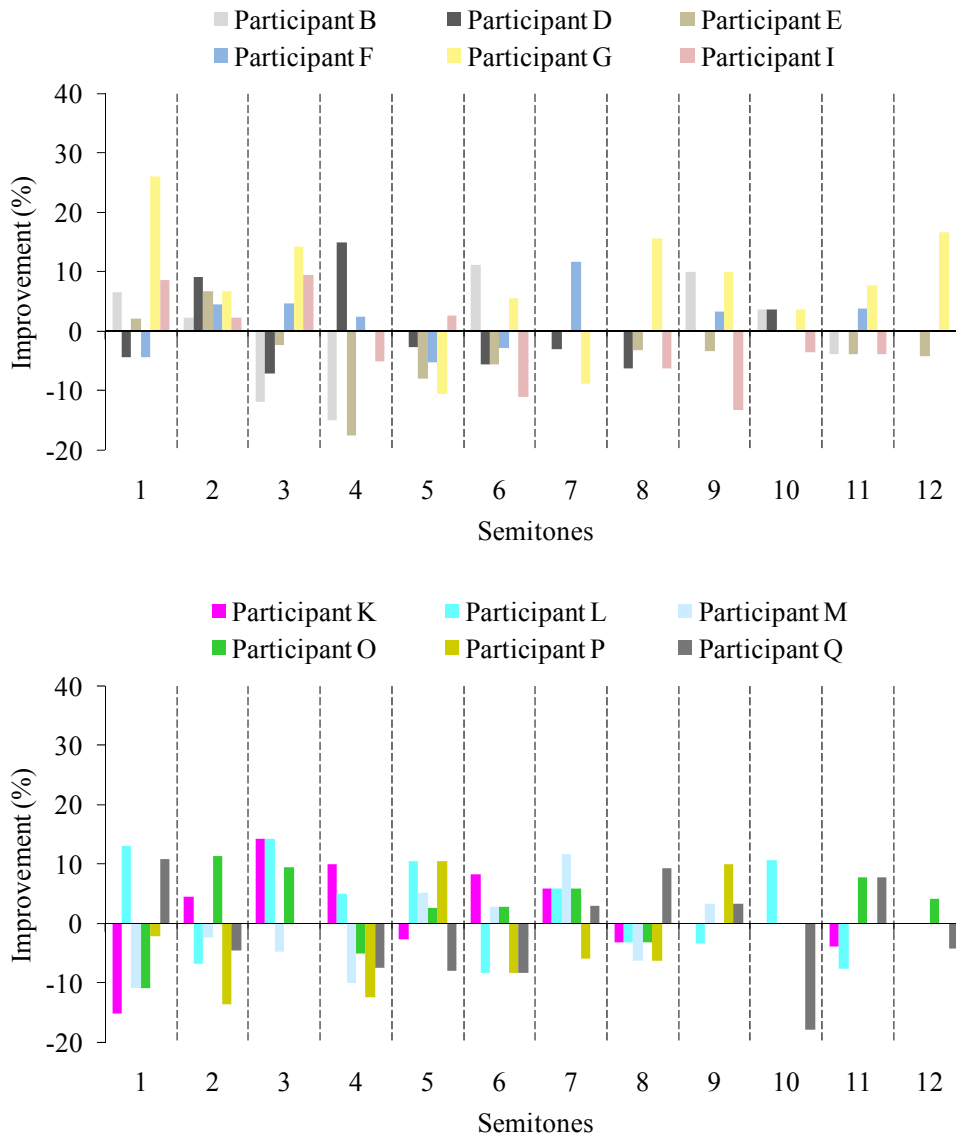 Participant B Participant D Participant E
Participant F Participant G Participant I
Improvement (%)
40
30
20
10
0
-10
-20
1 2 3 4 5 6 7 8 9 10 11 12
Semitones
Participant K Participant L Participant M
Participant O Participant P Participant Q
Improvement (%)
40
30
20
10
0
-10
-20
1 2 3 4 5 6 7 8 9 10 11 12
Semitones